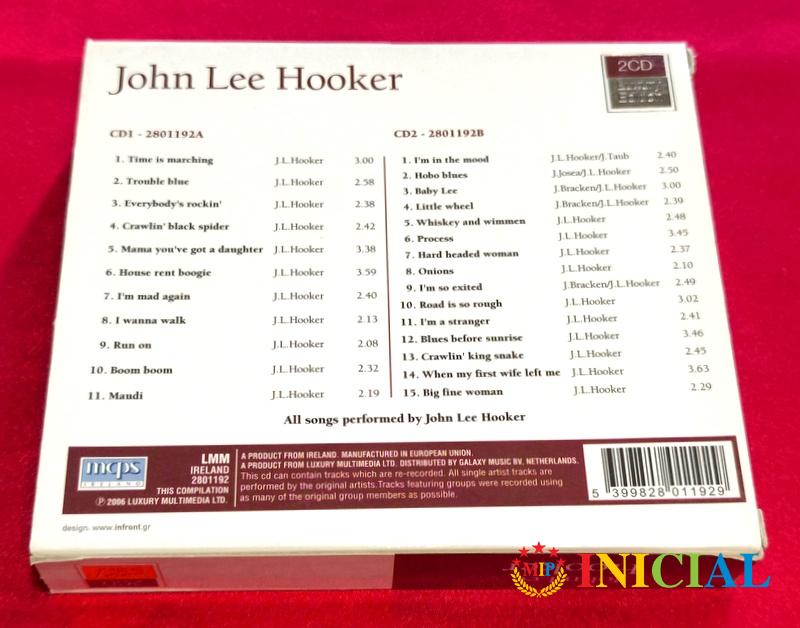 John Lee Hooker
2CD
Luxury
Edition
CD1 - 2801192A
1. Time is marching J.L.Hooker 3.00
2. Trouble blue J.L.Hooker 2.58
3. Everybody's rockin' J.L.Hooker 2.38
4. Crawlin' black spider J.L.Hooker 2.42
5. Mama you've got a daughter J.L.Hooker 3.38
6. House rent boogie J.L.Hooker 3.59
7. I'm mad again J.L.Hooker 2.40
8. I wanna walk J.L.Hooker 2.13
9. Run on J.L.Hooker 2.08
10. Boom boom J.L.Hooker 2.32
11. Maudi J.L.Hooker 2.19
CD2 - 2801192B
1. I'm in the mood J.L.Hooker/J.Taub 2.40
2. Hobo blues J.Josea/J.L.Hooker 2.50
3. Baby Lee J.Bracken/J.L.Hooker 3.00
4. Little wheel J.Bracken/J.L.Hooker 2.39
5. Whiskey and wimmen J.L.Hooker 2.48
6. Process J.L.Hooker 3.45
7. Hard headed woman J.L.Hooker 2.37
8. Onions J.L.Hooker 2.10
9. I'm so exited J.Bracken/J.L.Hooker 2.49
10. Road is so rough J.L.Hooker 3.02
11. I'm a stranger J.L.Hooker 2.41
12. Blues before sunrise J.L.Hooker 3.46
13. Crawlin' king snake J.L.Hooker 2.45
14. When my first wife left me J.L.Hooker 3.63
15. Big fine woman J.L.Hooker 2.29
All songs performed by John Lee Hooker
mcps
IRELAND
LMM
IRELAND
2801192
THIS COMPILATION
℗ 2006 LUXURY MULTIMEDIA LTD.
A PRODUCT FROM IRELAND. MANUFACTURED IN EUROPEAN UNION.
A PRODUCT FROM LUXURY MULTIMEDIA LTD. DISTRIBUTED BY GALAXY MUSIC BV, NETHERLANDS.
This cd can contain tracks which are re-recorded. All single artist tracks are
performed by the original artists.Tracks featuring groups were recorded using
as many of the original group members as possible.
5 399828 011929
design. www.infront.gr
MIP
INICIAL